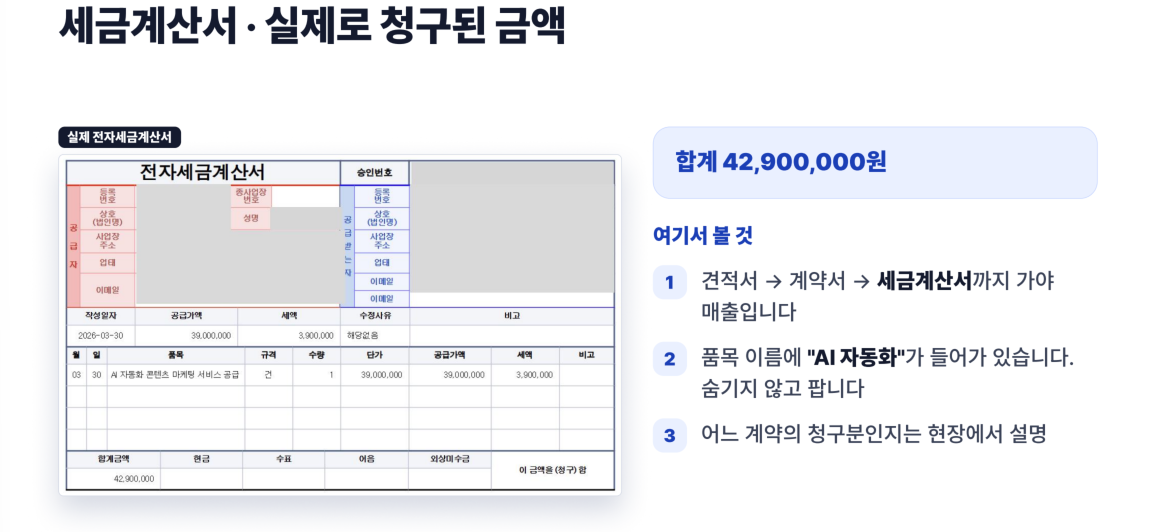 세금계산서 · 실제로 청구된 금액
실제 전자세금계산서
전자세금계산서
승인번호
공급자
등록번호
종사업장번호
상호(법인명)
성명
사업장주소
업태
이메일
공급받는자
등록번호
상호(법인명)
사업장주소
업태
이메일
이메일
작성일자 공급가액 세액 수정사유 비고
2026-03-30 39,000,000 3,900,000 해당없음
월 일 품목 규격 수량 단가 공급가액 세액 비고
03 30 AI 자동화 콘텐츠 마케팅 서비스 공급 건 1 39,000,000 39,000,000 3,900,000
합계금액 현금 수표 어음 외상미수금
이 금액을 (청구) 함
42,900,000
합계 42,900,000원
여기서 볼 것
1 견적서 → 계약서 → 세금계산서까지 가야
매출입니다
2 품목 이름에 "AI 자동화"가 들어가 있습니다.
숨기지 않고 팝니다
3 어느 계약의 청구분인지는 현장에서 설명